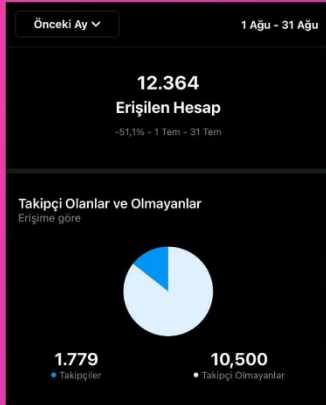 Önceki Ay
1 Ağu - 31 Ağu
12.364
Erişilen Hesap
-51,1% - 1 Tem - 31 Tem
Takipçi Olanlar ve Olmayanlar
Erişime göre
1.779
10,500
Takipçiler
Takipçi Olmayanlar